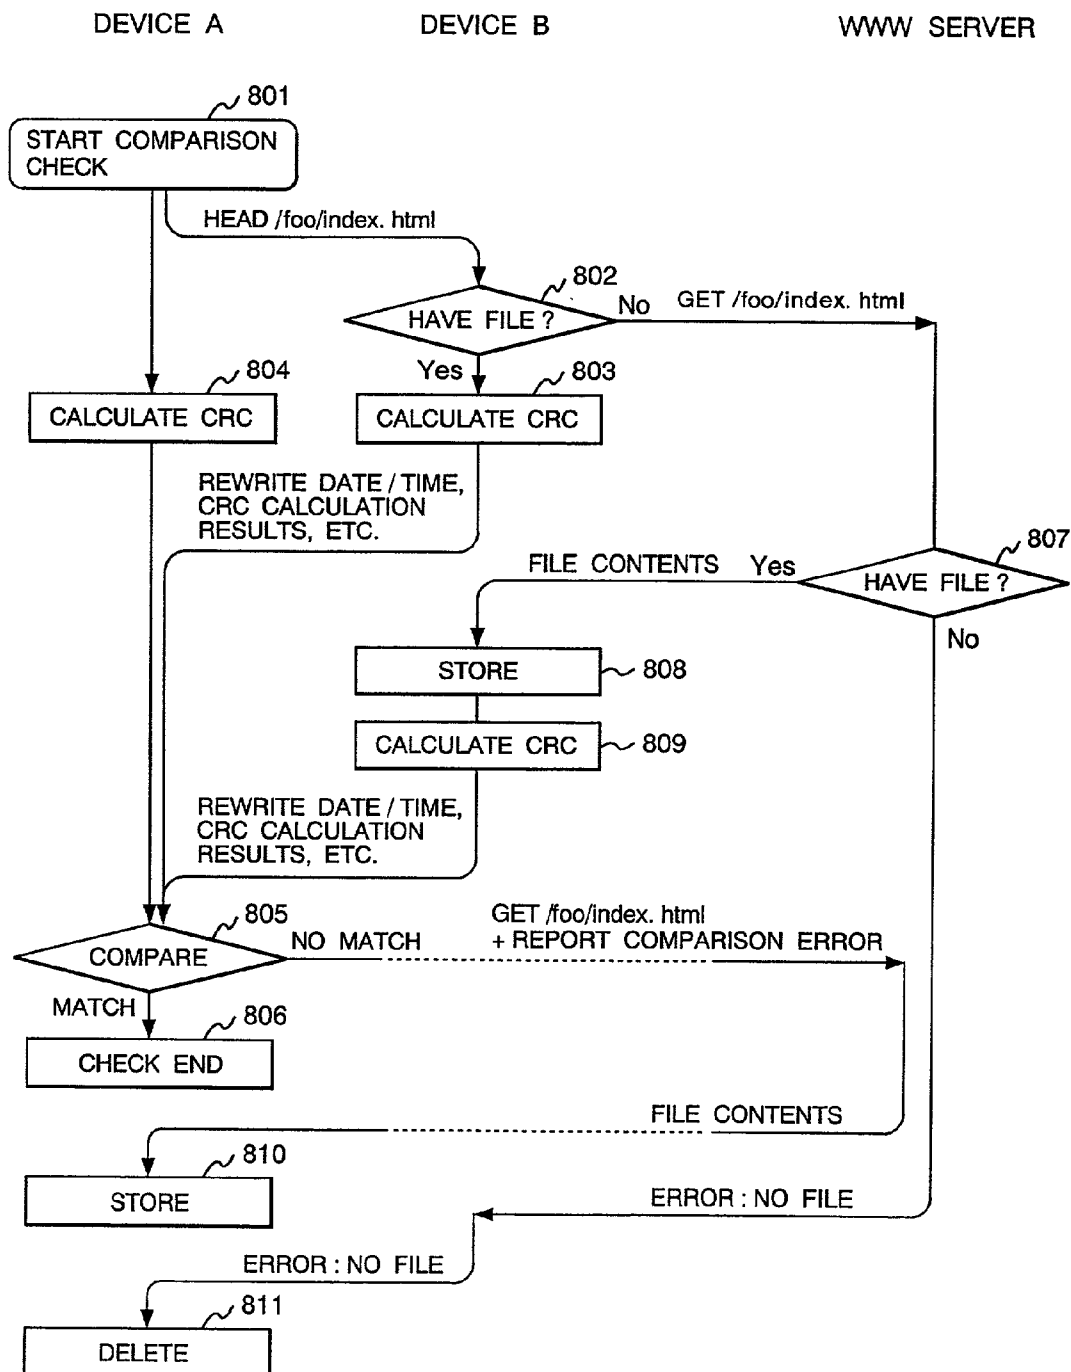 DEVICE A
DEVICE B
WWW SERVER
801
START COMPARISON
CHECK
HEAD /foo/index. html
802
HAVE FILE ?
No
GET /foo/index. html
Yes
804
CALCULATE CRC
803
CALCULATE CRC
REWRITE DATE / TIME,
CRC CALCULATION
RESULTS, ETC.
807
HAVE FILE ?
FILE CONTENTS
Yes
No
STORE
808
CALCULATE CRC
809
REWRITE DATE / TIME,
CRC CALCULATION
RESULTS, ETC.
805
COMPARE
NO MATCH
GET /foo/index. html
+ REPORT COMPARISON ERROR
MATCH
806
CHECK END
FILE CONTENTS
810
STORE
ERROR : NO FILE
ERROR : NO FILE
811
DELETE